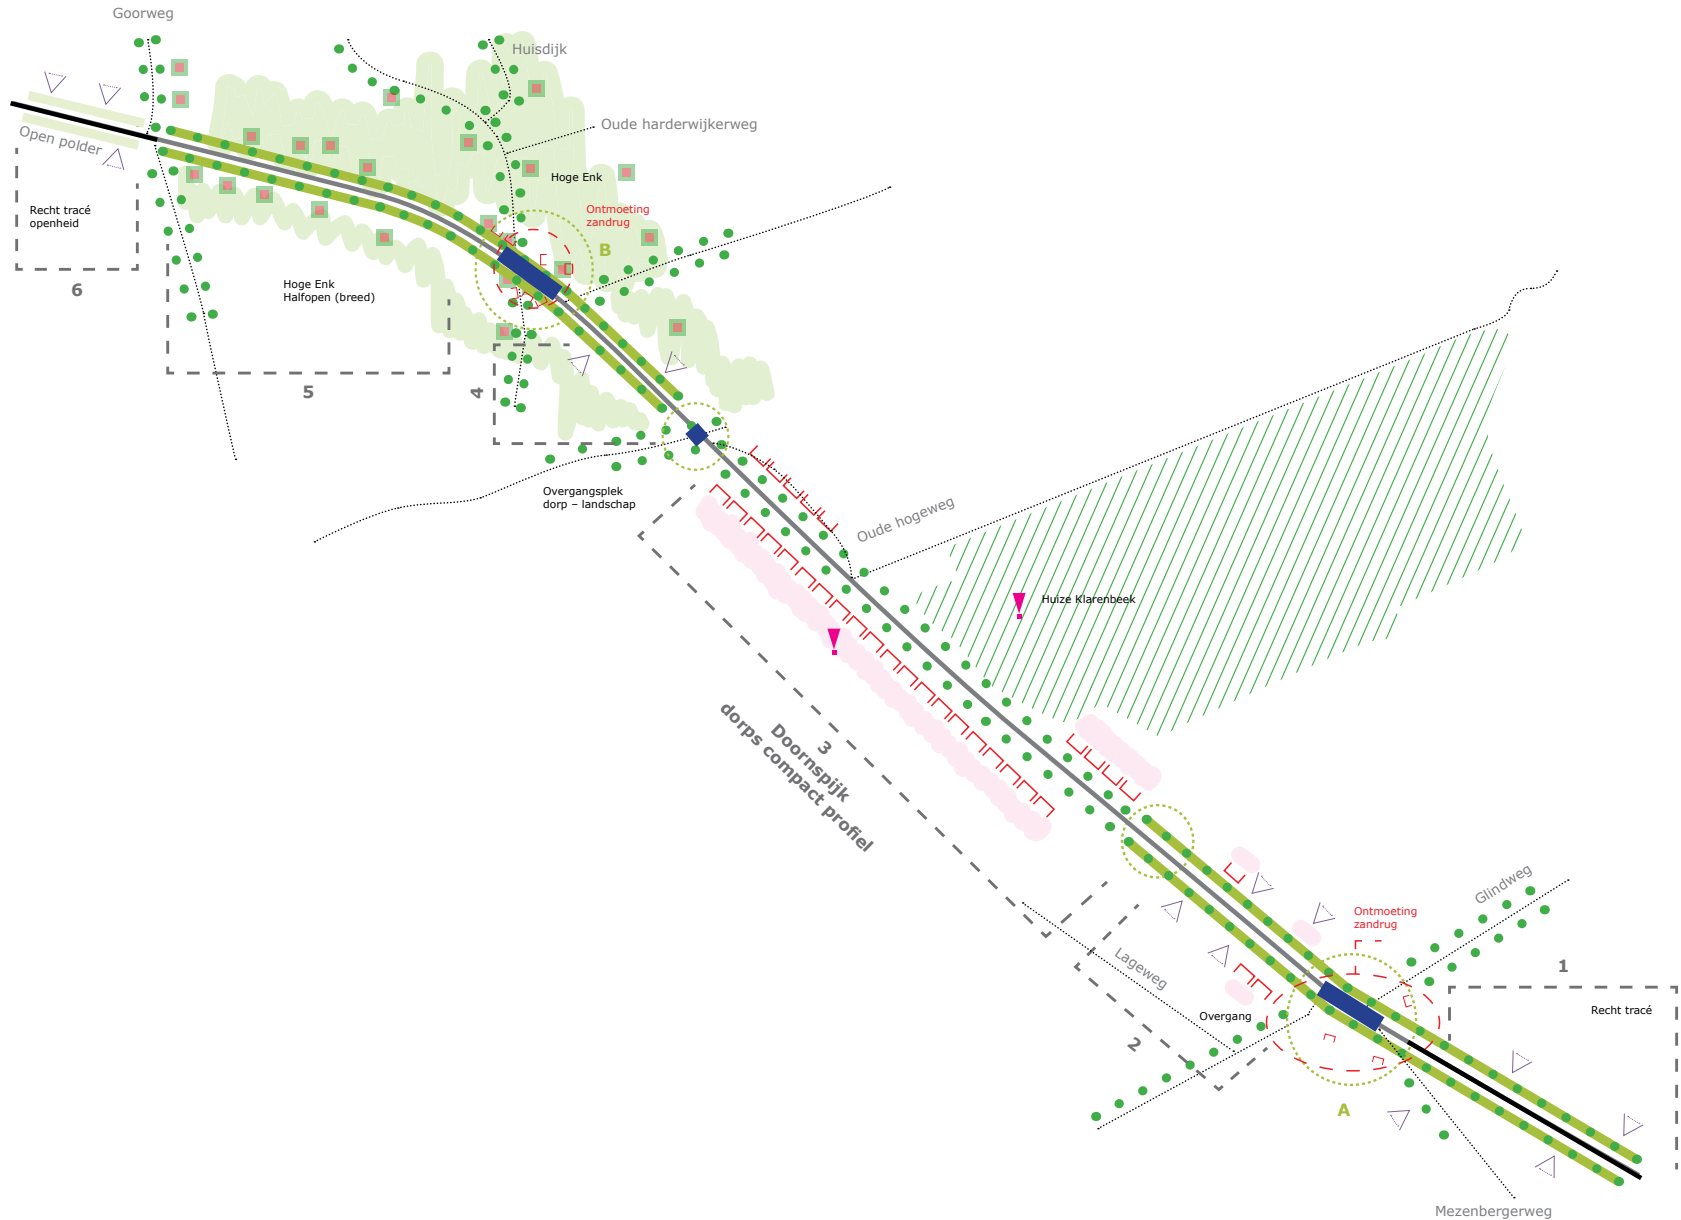 Goorweg
Huisdijk
Oude harderwijkerweg
Open polder
Hoge Enk
Ontmoeting
zandrug
B
Recht tracé
openheid
6
Hoge Enk
Halfopen (breed)
5
4
Overgangsplek
dorp – landschap
Oude hogeweg
Huize Klarenbeek
3
Doornspijk
dorps compact profiel
Glindweg
Ontmoeting
zandrug
Lageweg
1
Recht tracé
Overgang
2
A
Mezenbergerweg